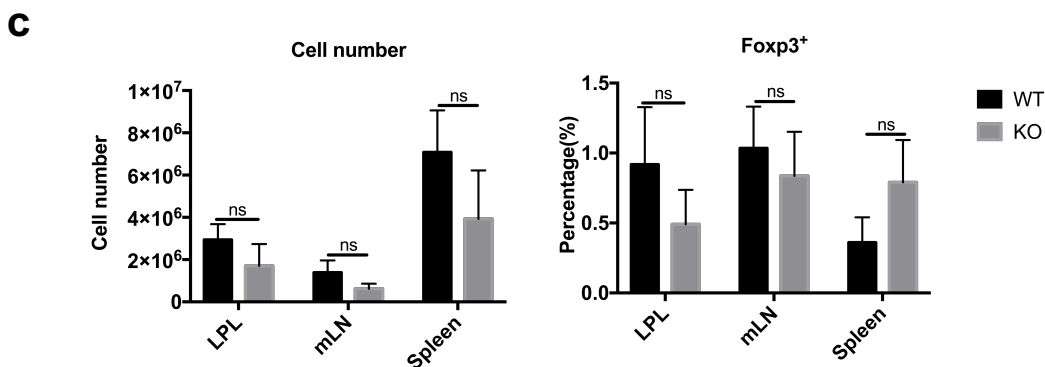 C
Cell number
Cell number
1×10⁷
8×10⁶
6×10⁶
4×10⁶
2×10⁶
0
ns
ns
ns
LPL
mLN
Spleen
Foxp3⁺
Percentage(%)
1.5
1.0
0.5
0.0
ns
ns
ns
LPL
mLN
Spleen
WT
KO